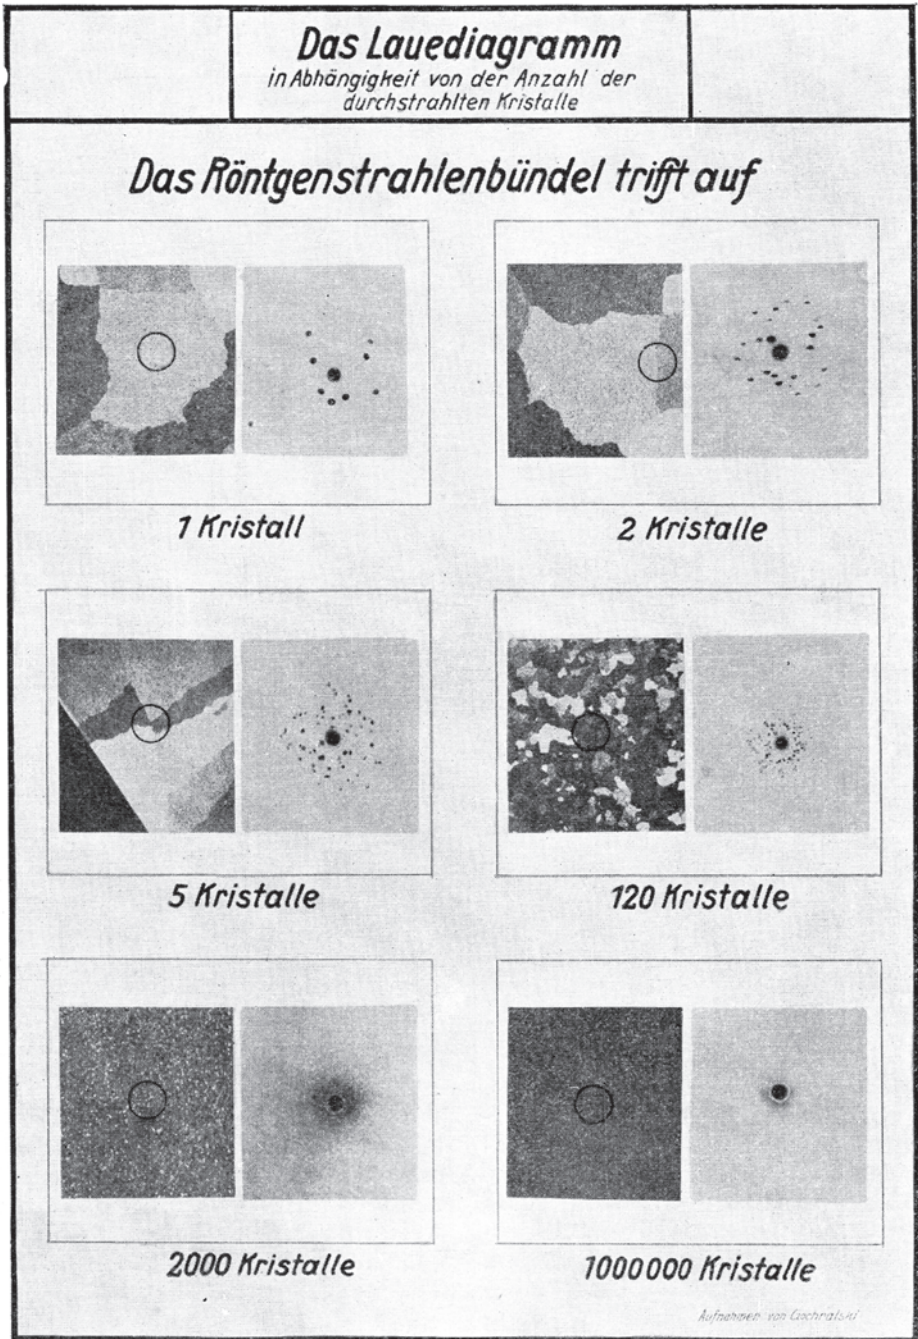 Das Lauediagramm
in Abhängigkeit von der Anzahl der
durchstrahlten Kristalle
Das Röntgenstrahlenbündel trifft auf
1 Kristall
2 Kristalle
5 Kristalle
120 Kristalle
2000 Kristalle
1000000 Kristalle
Aufnahmen von Czochralski